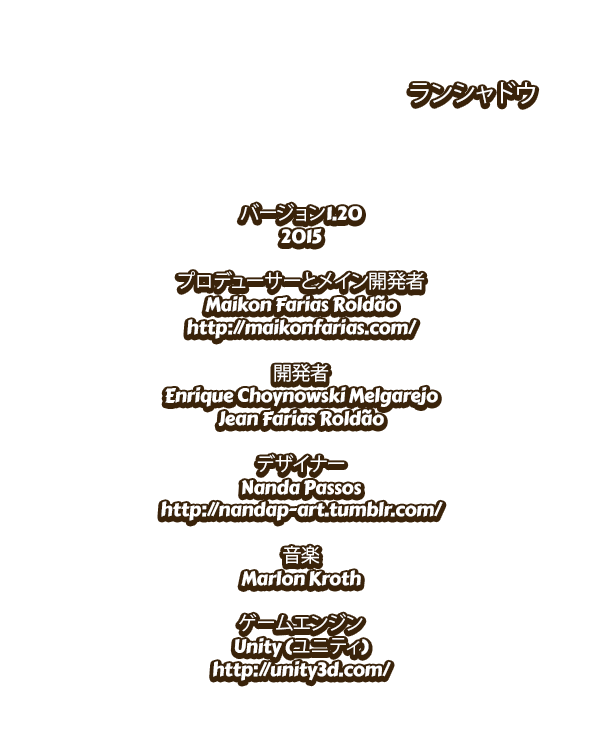 ランシャドウ
バージョン1.20
2015
プロデューサーとメイン開発者
Maikon Farias Roldão
http://maikonfarias.com/
開発者
Enrique Choynowski Melgarejo
Jean Farias Roldão
デザイナー
Nanda Passos
http://nandap-art.tumblr.com/
音楽
Marlon Kroth
ゲームエンジン
Unity (ユニティ)
http://unity3d.com/